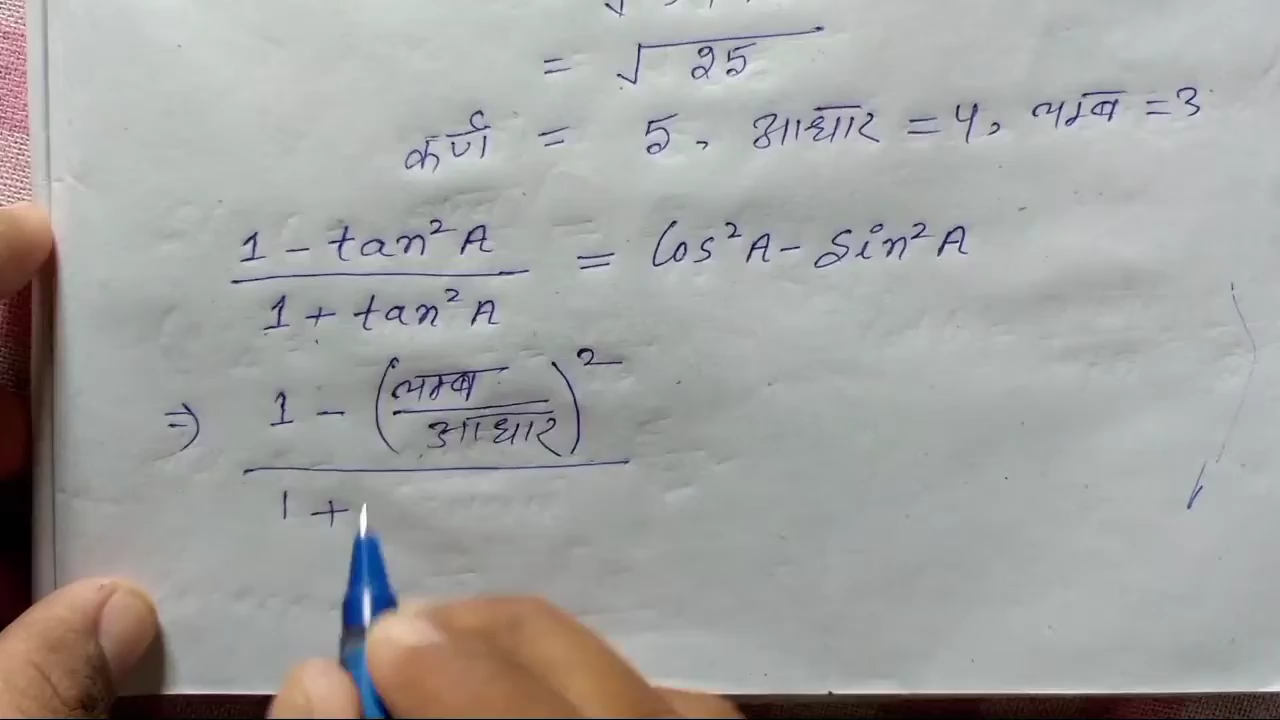 = √25
कर्ण = 5, आधार = 4, लम्ब = 3
1 - tan²A / 1 + tan²A = Cos²A - Sin²A
⇒ 1 - (लम्ब / आधार)²
1 +